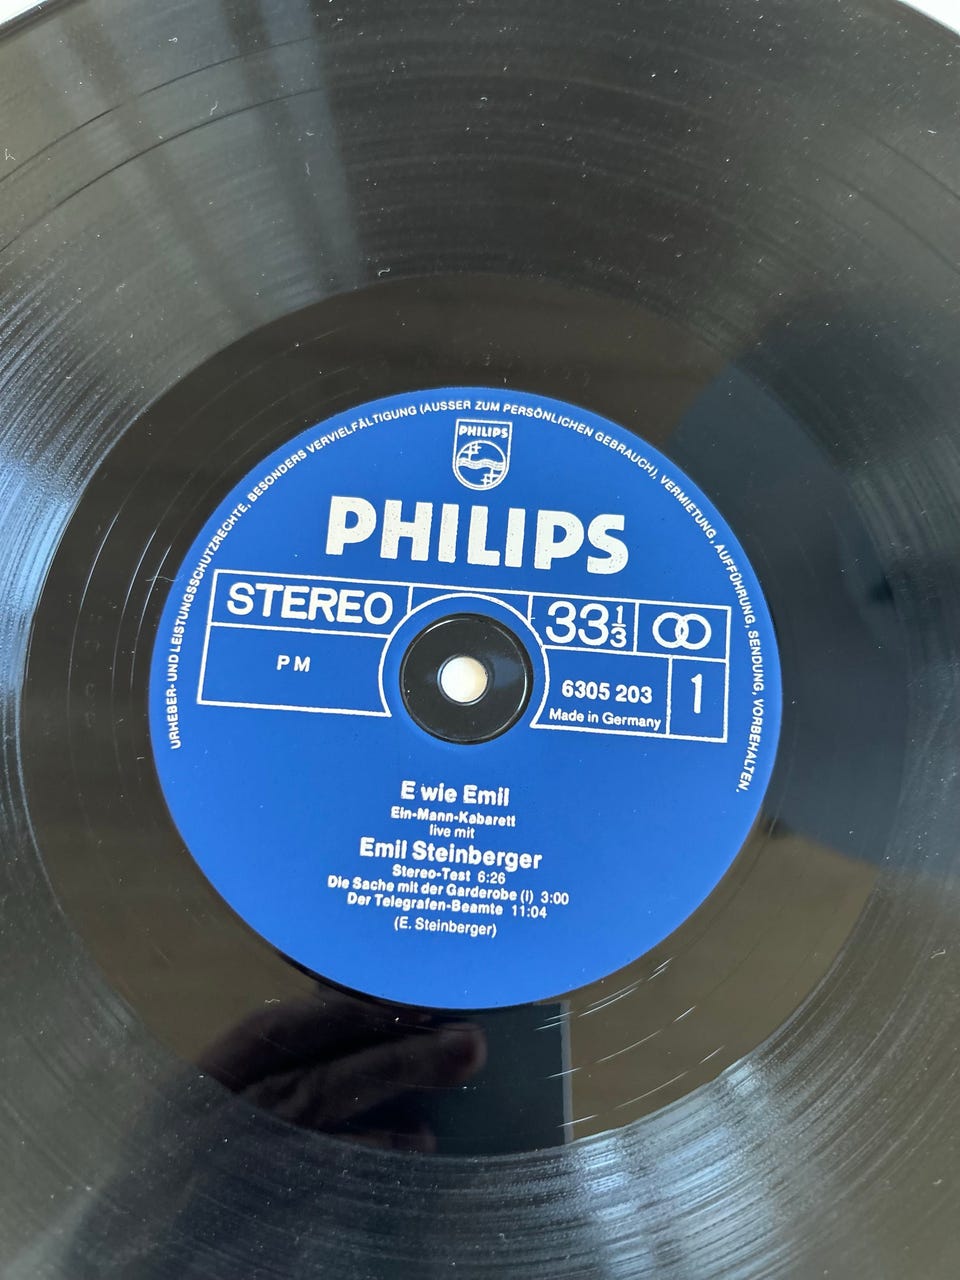 URHEBER- UND LEISTUNGSSCHUTZRECHTE, BESONDERS VERVIELFÄLTIGUNG (AUSSER ZUM PERSÖNLICHEN GEBRAUCH), VERMIETUNG, AUFFÜHRUNG, SENDUNG, VORBEHALTEN.
PHILIPS
PHILIPS
STEREO
33 1/3
PM
6305 203
1
Made in Germany
E wie Emil
Ein-Mann-Kabarett
live mit
Emil Steinberger
Stereo-Test 6:26
Die Sache mit der Garderobe (I) 3:00
Der Telegrafen-Beamte 11:04
(E. Steinberger)